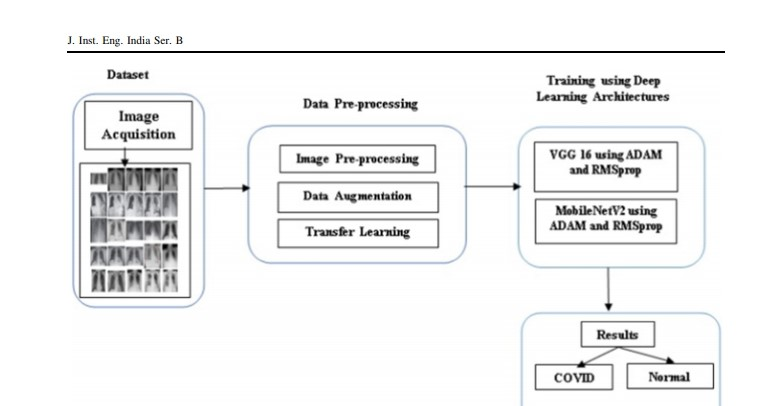 J. Inst. Eng. India Ser. B
Dataset
Image
Acquisition
Data Pre-processing
Image Pre-processing
Data Augmentation
Transfer Learning
Training using Deep
Learning Architectures
VGG 16 using ADAM
and RMSprop
MobileNetV2 using
ADAM and RMSprop
Results
COVID
Normal